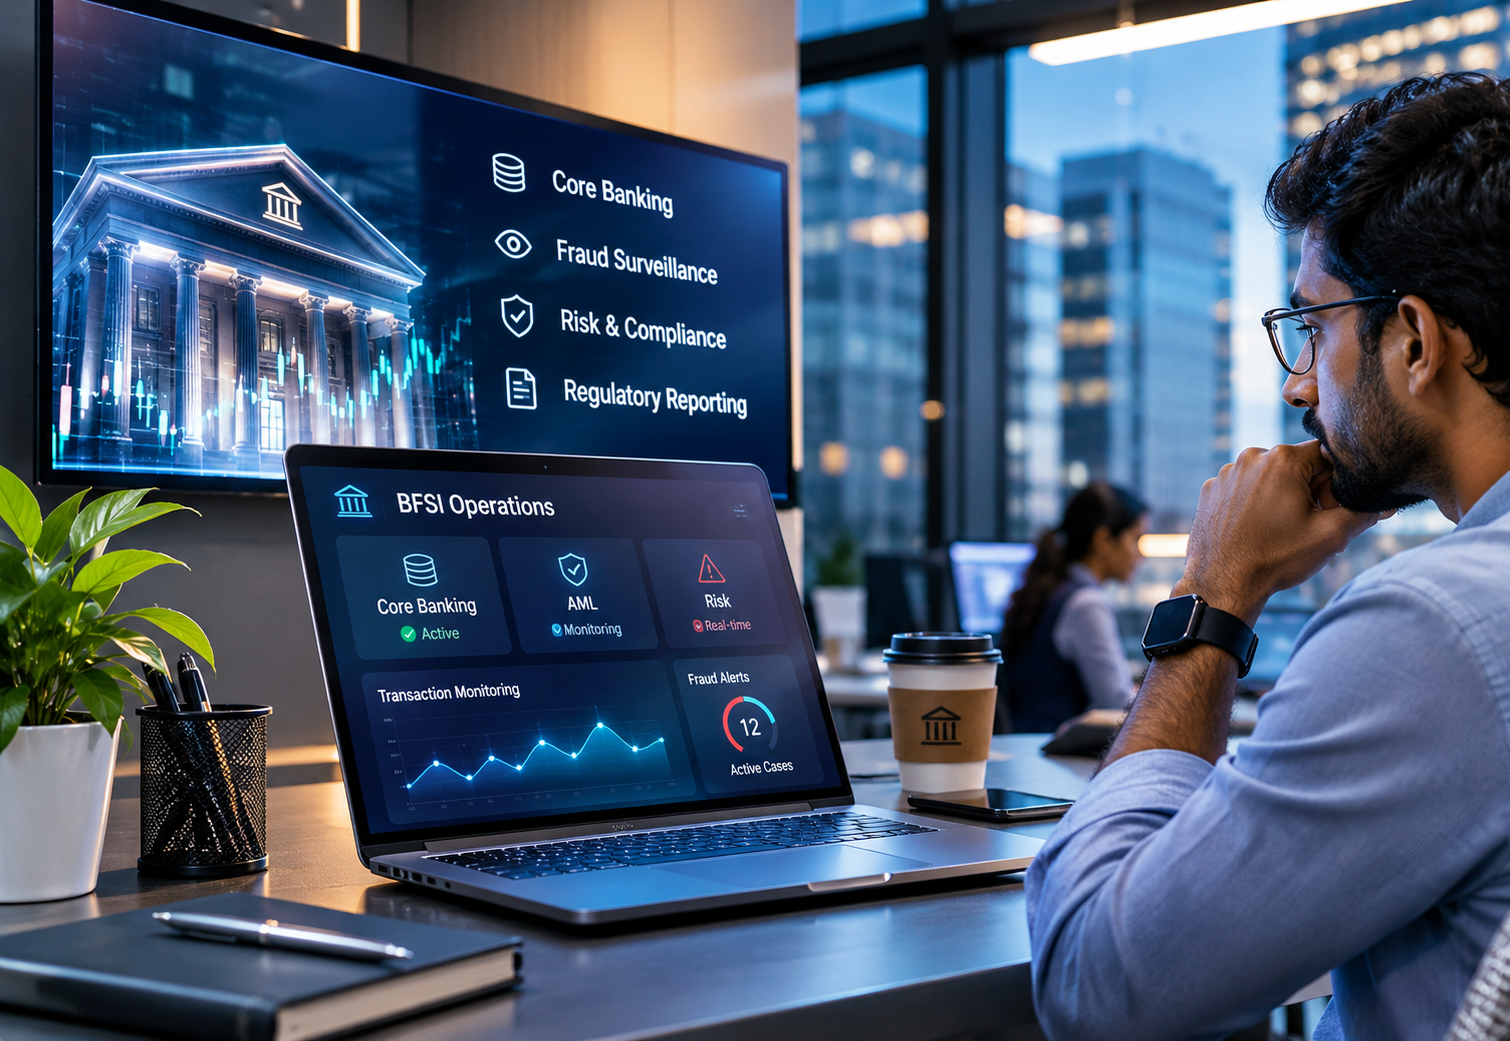 Core Banking
Fraud Surveillance
Risk & Compliance
Regulatory Reporting
BFSI Operations
Core Banking
Active
AML
Monitoring
Risk
Real-time
Transaction Monitoring
Fraud Alerts
12
Active Cases